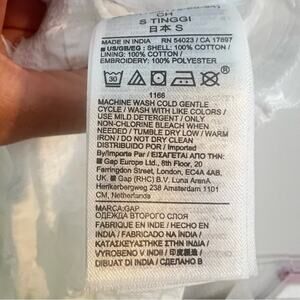 CH
S TINGGI
日本 S
MADE IN INDIA RN 54023 / CA 17897
■ US/GB/EG : SHELL: 100% COTTON /
LINING: 100% COTTON /
EMBROIDERY: 100% POLYESTER
30
1166
MACHINE WASH COLD GENTLE
CYCLE / WASH WITH LIKE COLORS /
USE MILD DETERGENT / ONLY
NON-CHLORINE BLEACH WHEN
NEEDED / TUMBLE DRY LOW / WARM
IRON / DO NOT DRY CLEAN
DISTRIBUIDO POR / Imported
By/Importe Par / ΕΙΣΑΓΕΤΑΙ ΑΠΟ ΤΗΝ:
■ Gap Europe Ltd., 8th Floor, 20
Farringdon Street, London, EC4A 4AB,
UK. ■ Gap (RHC) B.V. Luna ArenA,
Herikerbergweg 238 Amsterdam 1101
CM, Netherlands
MARCA:GAP
ОДЕЖДА ВТОРОГО СЛОЯ
FABRIQUE EN INDE / HECHO EN
INDIA / FABRICADO NA INDIA /
ΚΑΤΑΣΚΕΥΑΣΤΗΚΕ ΣΤΗΝ ΙΝΔΙΑ /
VYROBENO V INDII /
DIBUAT DI INDIA / СДЕЛАНО В